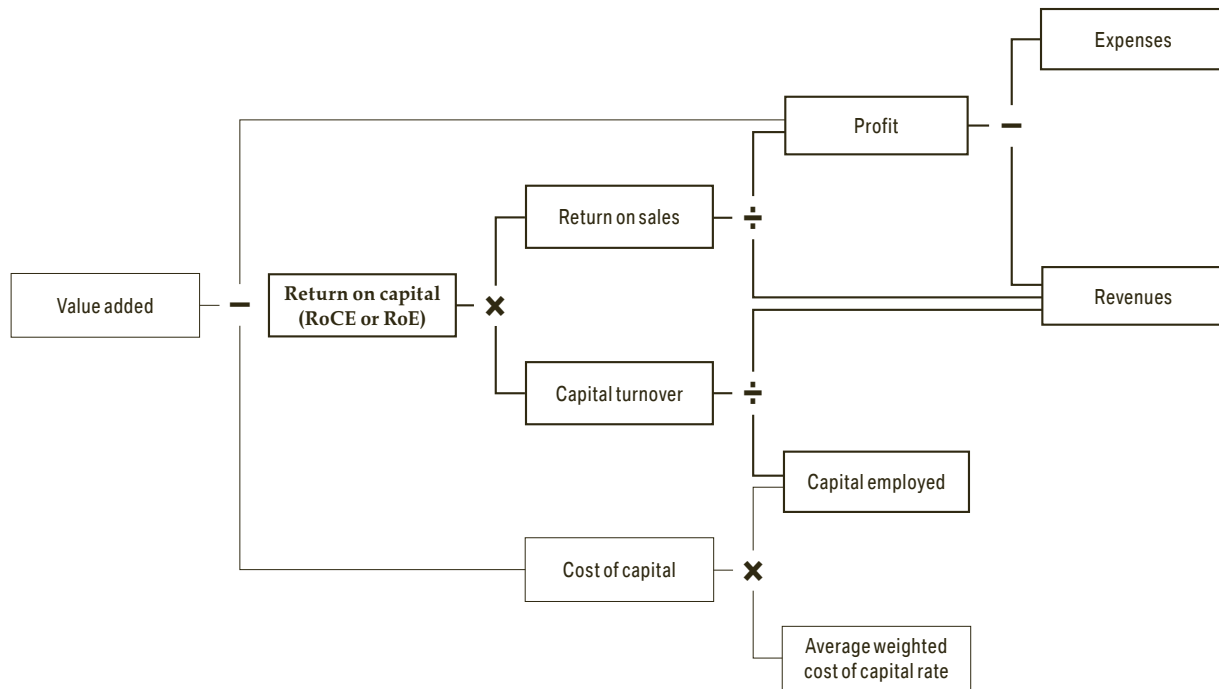 Expenses
Profit
−
Return on sales
÷
Value added
−
Return on capital
(RoCE or RoE)
×
Revenues
Capital turnover
÷
Capital employed
Cost of capital
×
Average weighted
cost of capital rate